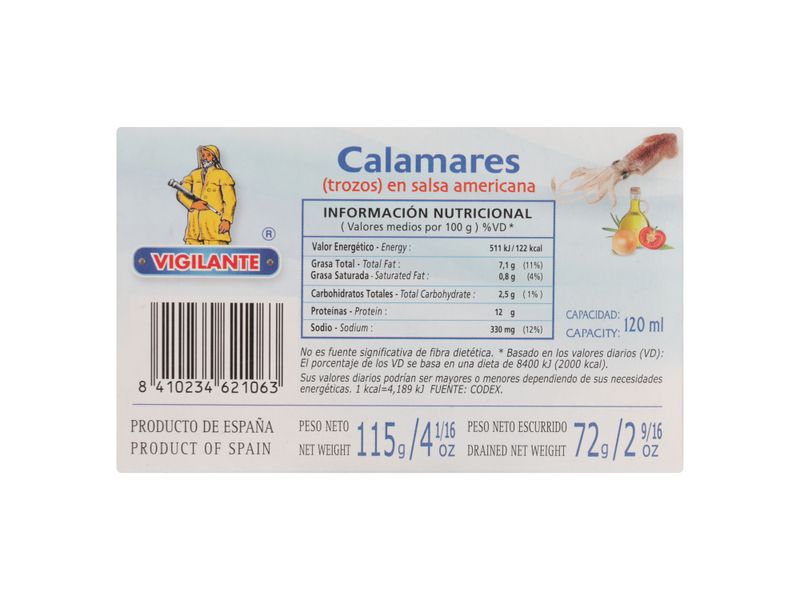 Calamares
(trozos) en salsa americana
INFORMACIÓN NUTRICIONAL
( Valores medios por 100 g ) %VD *
Valor Energético - Energy : 511 kJ / 122 kcal
Grasa Total - Total Fat : 7,1 g (11%)
Grasa Saturada - Saturated Fat : 0,8 g (4%)
Carbohidratos Totales - Total Carbohydrate : 2,5 g (1%)
Proteínas - Protein : 12 g
Sodio - Sodium : 330 mg (12%)
®
VIGILANTE
CAPACIDAD:
CAPACITY: 120 ml
No es fuente significativa de fibra dietética. * Basado en los valores diarios (VD):
El porcentaje de los VD se basa en una dieta de 8400 kJ (2000 kcal).
Sus valores diarios podrían ser mayores o menores dependiendo de sus necesidades
energéticas. 1 kcal=4,189 kJ FUENTE: CODEX.
8 410234 621063
PRODUCTO DE ESPAÑA
PRODUCT OF SPAIN
PESO NETO
NET WEIGHT 115g/4 1/16 oz
PESO NETO ESCURRIDO
DRAINED NET WEIGHT 72g/2 9/16 oz